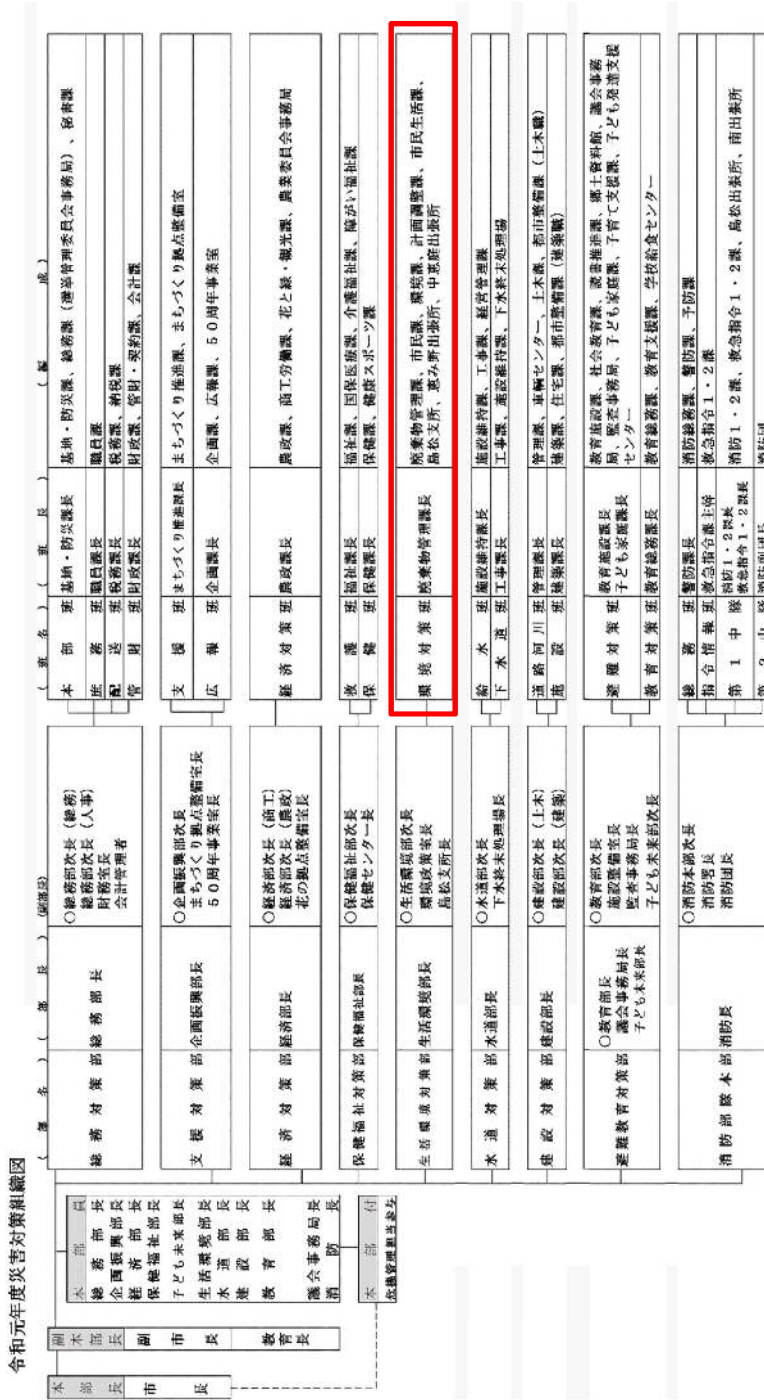 令和元年度災害対策組織図
本部長
市長
副本部長
副市長
教育長
本部員
総務部長
企画振興部長
経済部長
保健福祉部長
子ども未来部長
生活環境部長
水道部長
建設部長
教育部長
議会事務局長
消防長
本部付
危機管理担当参与
（部名）（部長）（副部長）（班名）（班長）（編成）
総務対策部 総務部長
○総務部次長（総務）
総務部次長（人事）
財務室長
会計管理者
本部班 基地・防災課長 基地・防災課、総務課（選挙管理委員会事務局）、秘書課
庶務班 職員課長 職員課
配送班 税務課長 税務課、納税課
管財班 財政課長 財政課、管財・契約課、会計課
支援対策部 企画振興部長
○企画振興部次長
まちづくり拠点整備室長
50周年事業室長
支援班 まちづくり推進課長 まちづくり推進課、まちづくり拠点整備室
広報班 企画課長 企画課、広報課、50周年事業室
経済対策部 経済部長
○経済部次長（商工）
経済部次長（農政）
花の拠点整備室長
経済対策班 農政課長 農政課、商工労働課、花と緑・観光課、農業委員会事務局
保健福祉対策部 保健福祉部長
○保健福祉部次長
保健センター長
救護班 福祉課長 福祉課、国保医療課、介護福祉課、障がい福祉課
保健班 保健課長 保健課、健康スポーツ課
生活環境対策部 生活環境部長
○生活環境部次長
環境政策室長
島松支所長
環境対策班 廃棄物管理課長 廃棄物管理課、市民課、環境課、計画調整課、市民生活課、
島松支所、恵み野出張所、中恵庭出張所
水道対策部 水道部長
○水道部次長
下水終末処理場長
給水班 施設維持課長 施設維持課、工事課、経営管理課
下水道班 工事課長 工事課、施設維持課、下水終末処理場
建設対策部 建設部長
○建設部次長（土木）
建設部次長（建築）
道路河川班 管理課長 管理課、車輌センター、土木課、都市整備課（土木職）
施設班 建築課長 建築課、住宅課、都市整備課（建築職）
避難教育対策部
○教育部長
議会事務局長
子ども未来部長
○教育部次長
施設整備室長
監査事務局長
子ども未来部次長
避難対策班 教育施設課長
子ども家庭課長
教育施設課、社会教育課、読書推進課、郷土資料館、議会事務
局、監査事務局、子ども家庭課、子育て支援課、子ども発達支援
センター
教育対策班 教育総務課長 教育総務課、教育支援課、学校給食センター
消防部隊本部 消防長
○消防本部次長
消防署長
消防団長
総務班 警防課長 消防総務課、警防課、予防課
指令情報班 救急指令課主幹 救急指令1・2課
第1中隊 消防1・2課長
救急指令1・2課長
消防1・2課、救急指令1・2課、島松出張所、南出張所